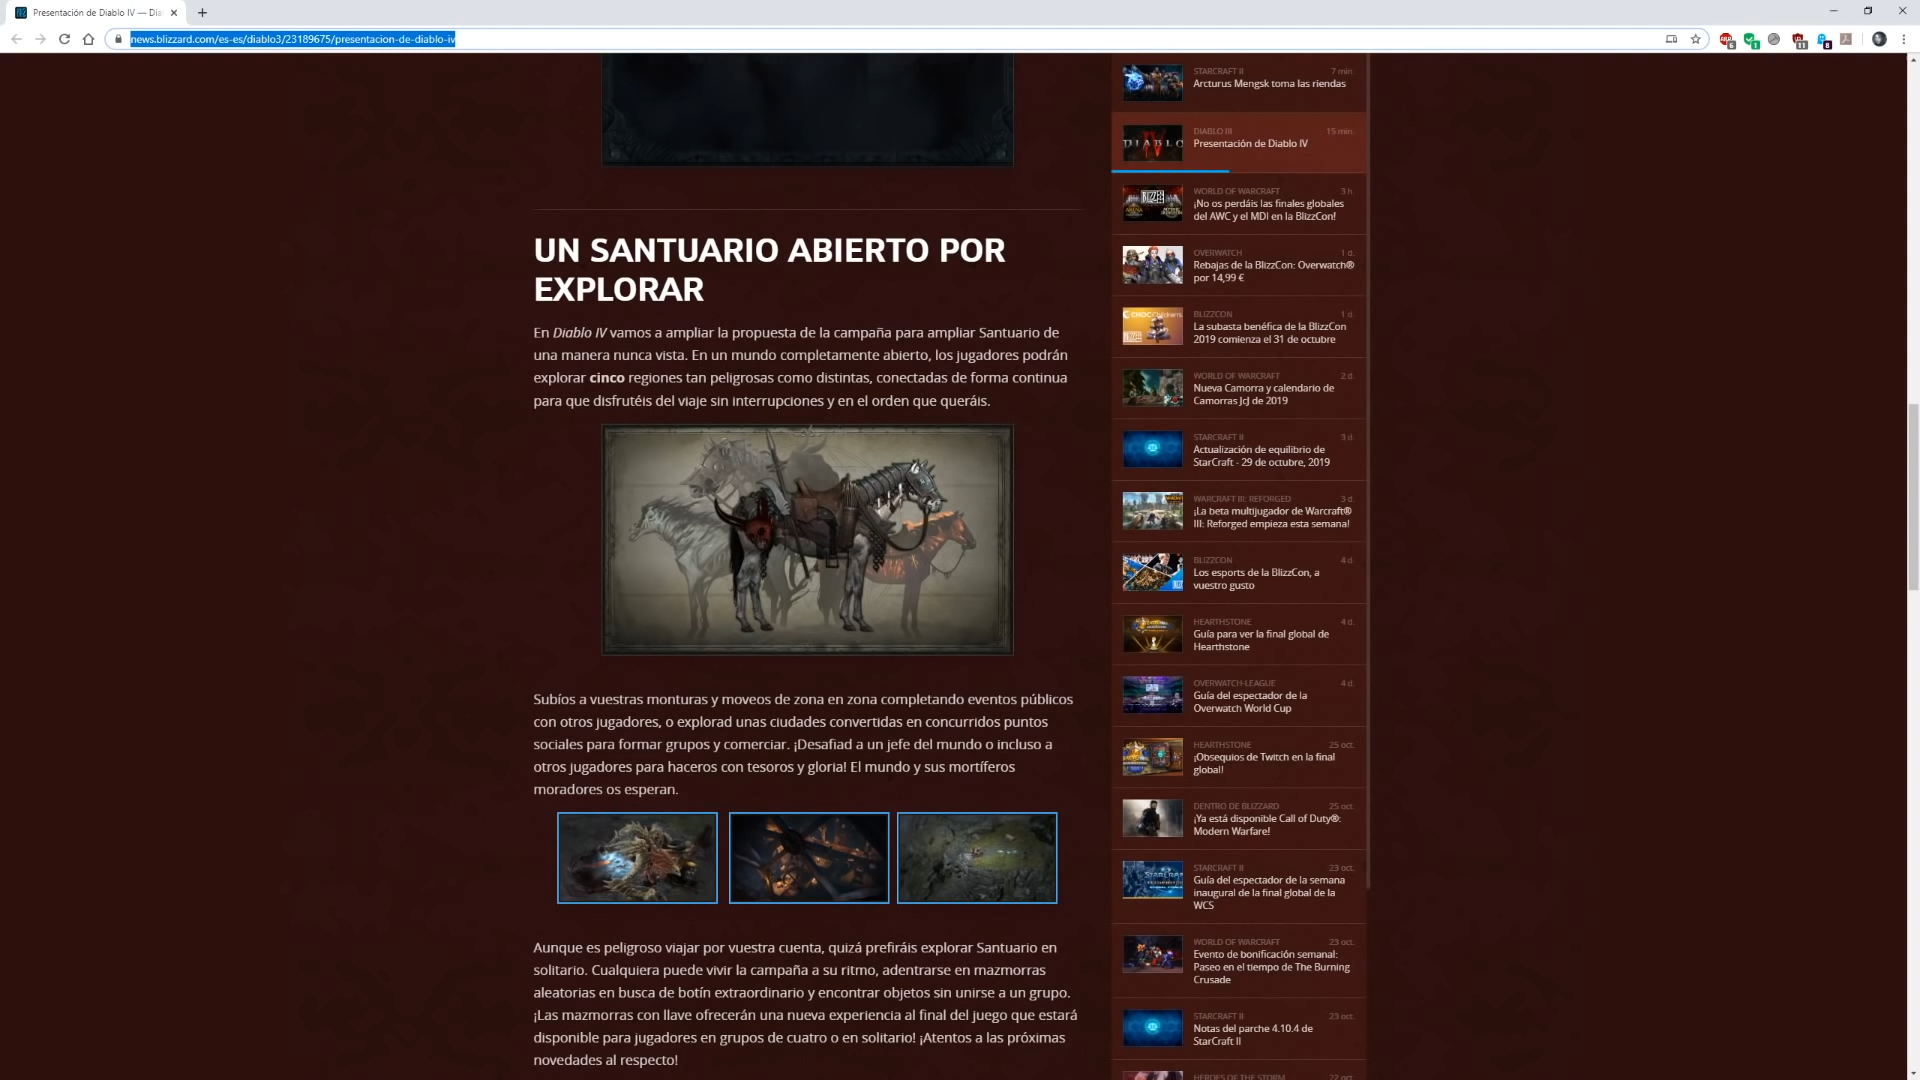 Presentación de Diablo IV — Dia
news.blizzard.com/es-es/diablo3/23189675/presentacion-de-diablo-iv
6
1
11
8
UN SANTUARIO ABIERTO POR
EXPLORAR
En Diablo IV vamos a ampliar la propuesta de la campaña para ampliar Santuario de
una manera nunca vista. En un mundo completamente abierto, los jugadores podrán
explorar cinco regiones tan peligrosas como distintas, conectadas de forma continua
para que disfrutéis del viaje sin interrupciones y en el orden que queráis.
Subíos a vuestras monturas y moveos de zona en zona completando eventos públicos
con otros jugadores, o explorad unas ciudades convertidas en concurridos puntos
sociales para formar grupos y comerciar. ¡Desafiad a un jefe del mundo o incluso a
otros jugadores para haceros con tesoros y gloria! El mundo y sus mortíferos
moradores os esperan.
Aunque es peligroso viajar por vuestra cuenta, quizá prefiráis explorar Santuario en
solitario. Cualquiera puede vivir la campaña a su ritmo, adentrarse en mazmorras
aleatorias en busca de botín extraordinario y encontrar objetos sin unirse a un grupo.
¡Las mazmorras con llave ofrecerán una nueva experiencia al final del juego que estará
disponible para jugadores en grupos de cuatro o en solitario! ¡Atentos a las próximas
novedades al respecto!
STARCRAFT II 7 min.
Arcturus Mengsk toma las riendas
DIABLO
DIABLO III 15 min.
Presentación de Diablo IV
WORLD OF WARCRAFT 3 h.
¡No os perdáis las finales globales
del AWC y el MDI en la BlizzCon!
OVERWATCH 1 d.
Rebajas de la BlizzCon: Overwatch®
por 14,99 €
BLIZZCON 1 d.
La subasta benéfica de la BlizzCon
2019 comienza el 31 de octubre
WORLD OF WARCRAFT 2 d.
Nueva Camorra y calendario de
Camorras JcJ de 2019
STARCRAFT II 3 d.
Actualización de equilibrio de
StarCraft - 29 de octubre, 2019
WARCRAFT III: REFORGED 3 d.
¡La beta multijugador de Warcraft®
III: Reforged empieza esta semana!
BLIZZCON 4 d.
Los esports de la BlizzCon, a
vuestro gusto
HEARTHSTONE 4 d.
Guía para ver la final global de
Hearthstone
OVERWATCH-LEAGUE 4 d.
Guía del espectador de la
Overwatch World Cup
HEARTHSTONE 25 oct.
¡Obsequios de Twitch en la final
global!
DENTRO DE BLIZZARD 25 oct.
¡Ya está disponible Call of Duty®:
Modern Warfare!
STARCRAFT II 23 oct.
Guía del espectador de la semana
inaugural de la final global de la
WCS
WORLD OF WARCRAFT 23 oct.
Evento de bonificación semanal:
Paseo en el tiempo de The Burning
Crusade
STARCRAFT II 23 oct.
Notas del parche 4.10.4 de
StarCraft II
HEROES OF THE STORM 22 oct.